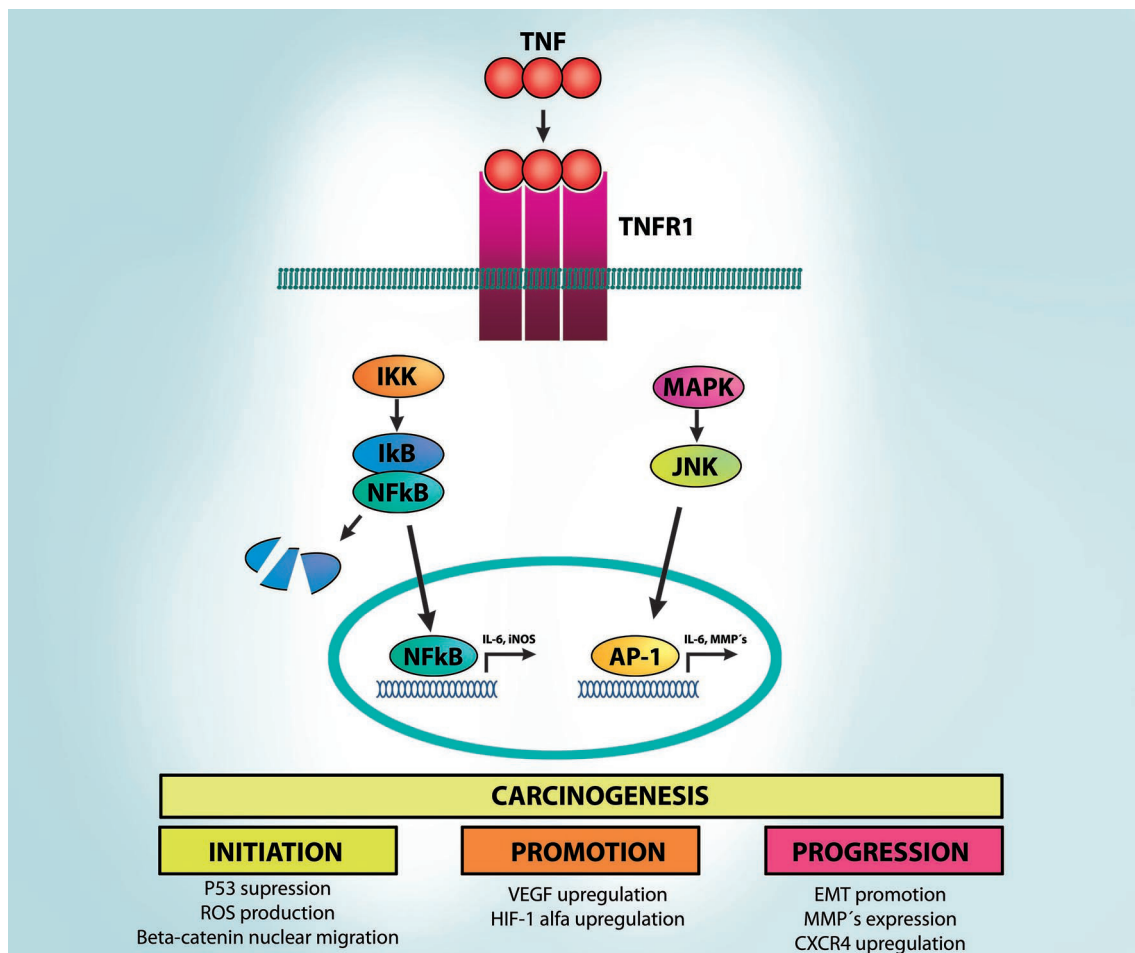 TNF
TNFR1
IKK
MAPK
IkB
JNK
NFkB
IL-6, iNOS
IL-6, MMP´s
NFkB
AP-1
CARCINOGENESIS
INITIATION
PROMOTION
PROGRESSION
P53 supression
ROS production
Beta-catenin nuclear migration
VEGF upregulation
HIF-1 alfa upregulation
EMT promotion
MMP´s expression
CXCR4 upregulation